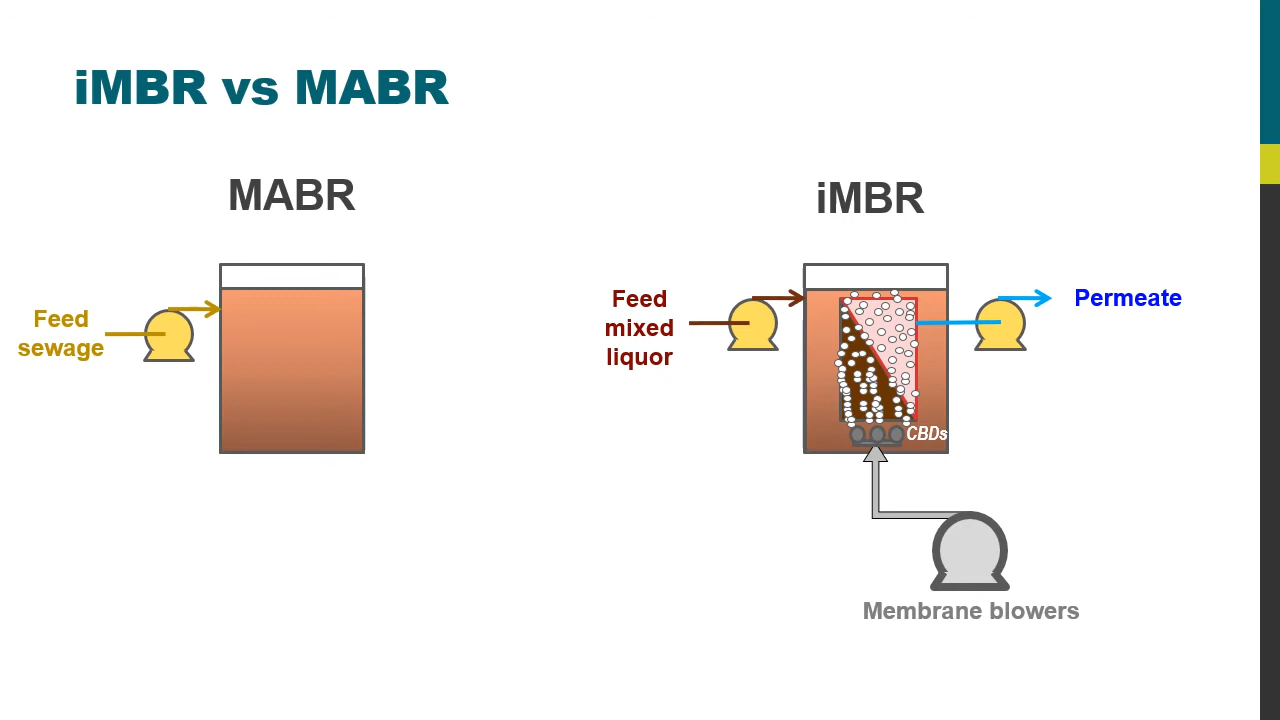 iMBR vs MABR
MABR
Feed
sewage
iMBR
Feed
mixed
liquor
Permeate
CBDs
Membrane blowers